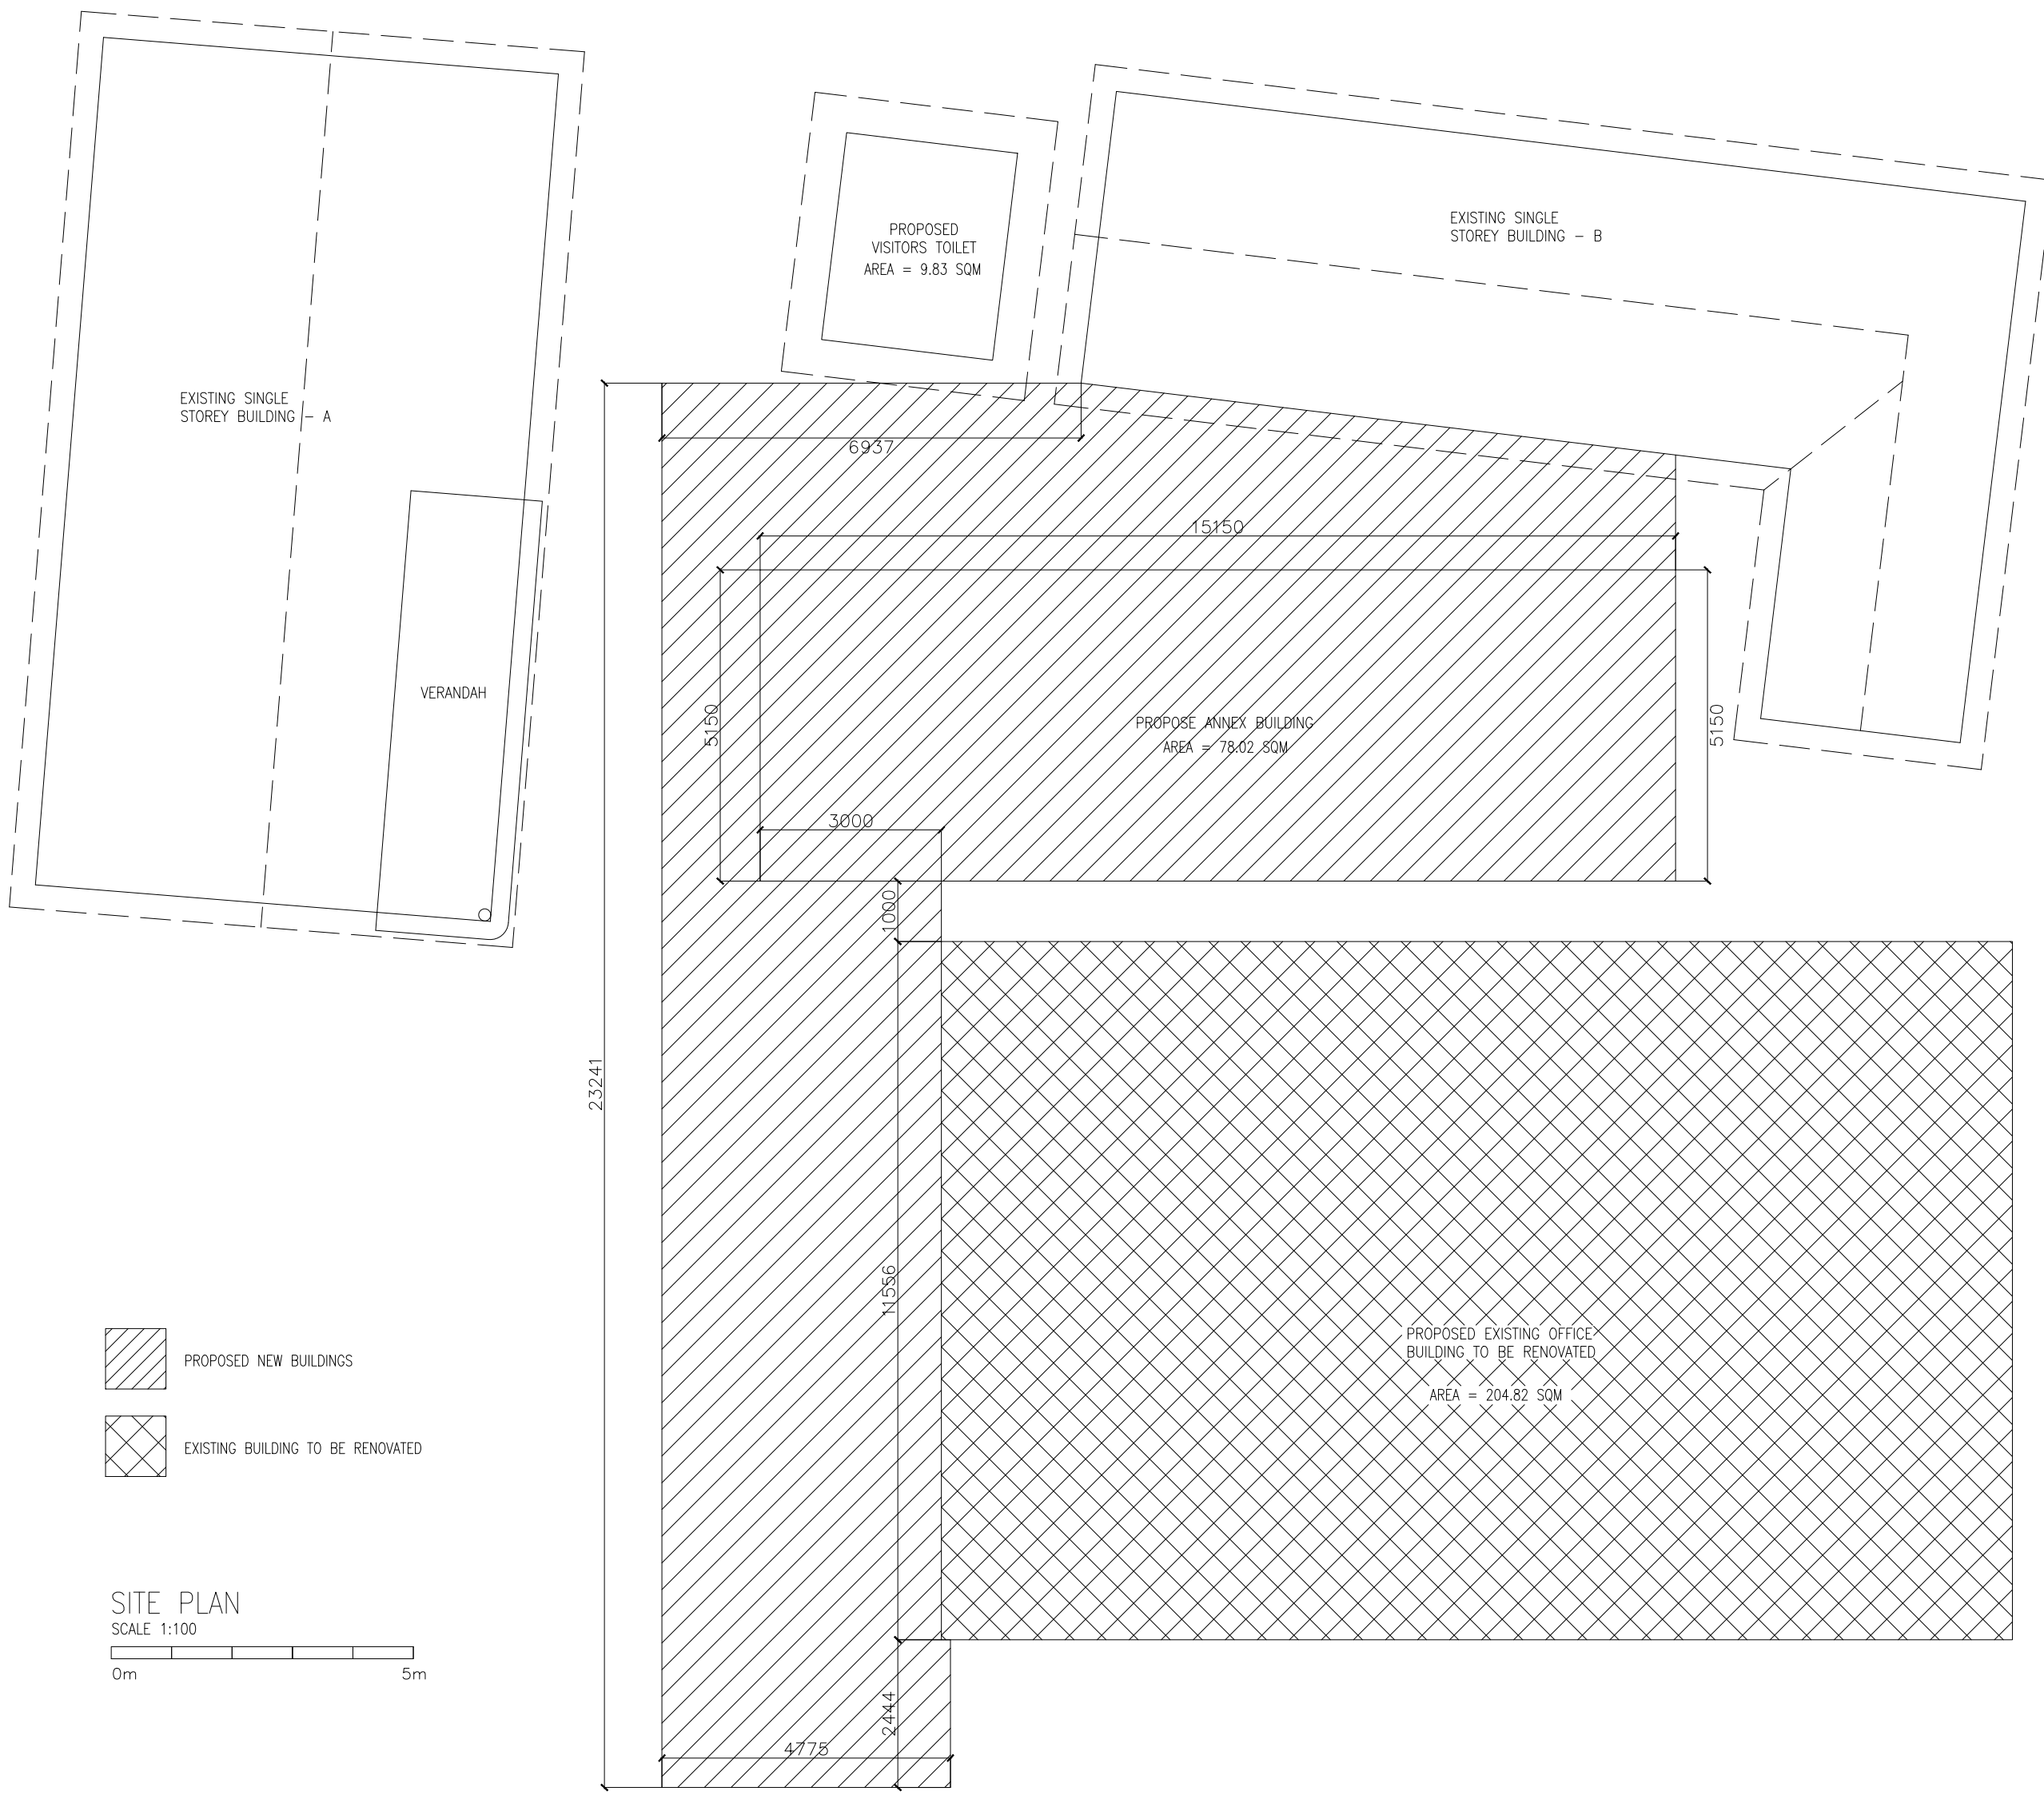 PROPOSED
VISITORS TOILET
AREA = 9.83 SQM
EXISTING SINGLE
STOREY BUILDING - B
EXISTING SINGLE
STOREY BUILDING - A
6937
15150
VERANDAH
5150
PROPOSE ANNEX BUILDING
AREA = 78.02 SQM
5150
3000
1000
23241
11556
PROPOSED EXISTING OFFICE
BUILDING TO BE RENOVATED
AREA = 204.82 SQM
PROPOSED NEW BUILDINGS
EXISTING BUILDING TO BE RENOVATED
SITE PLAN
SCALE 1:100
0m 5m
2444
4775